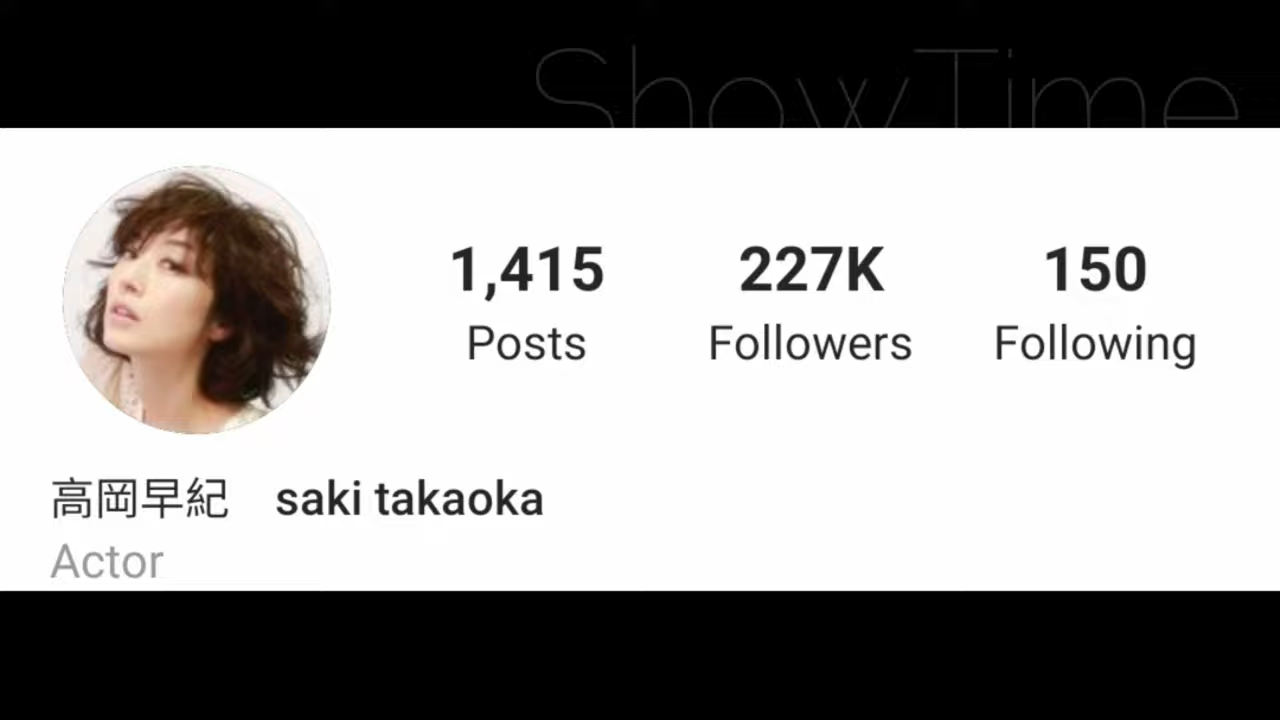 ShowTime
1,415 227K 150
Posts Followers Following
高岡早紀 saki takaoka
Actor